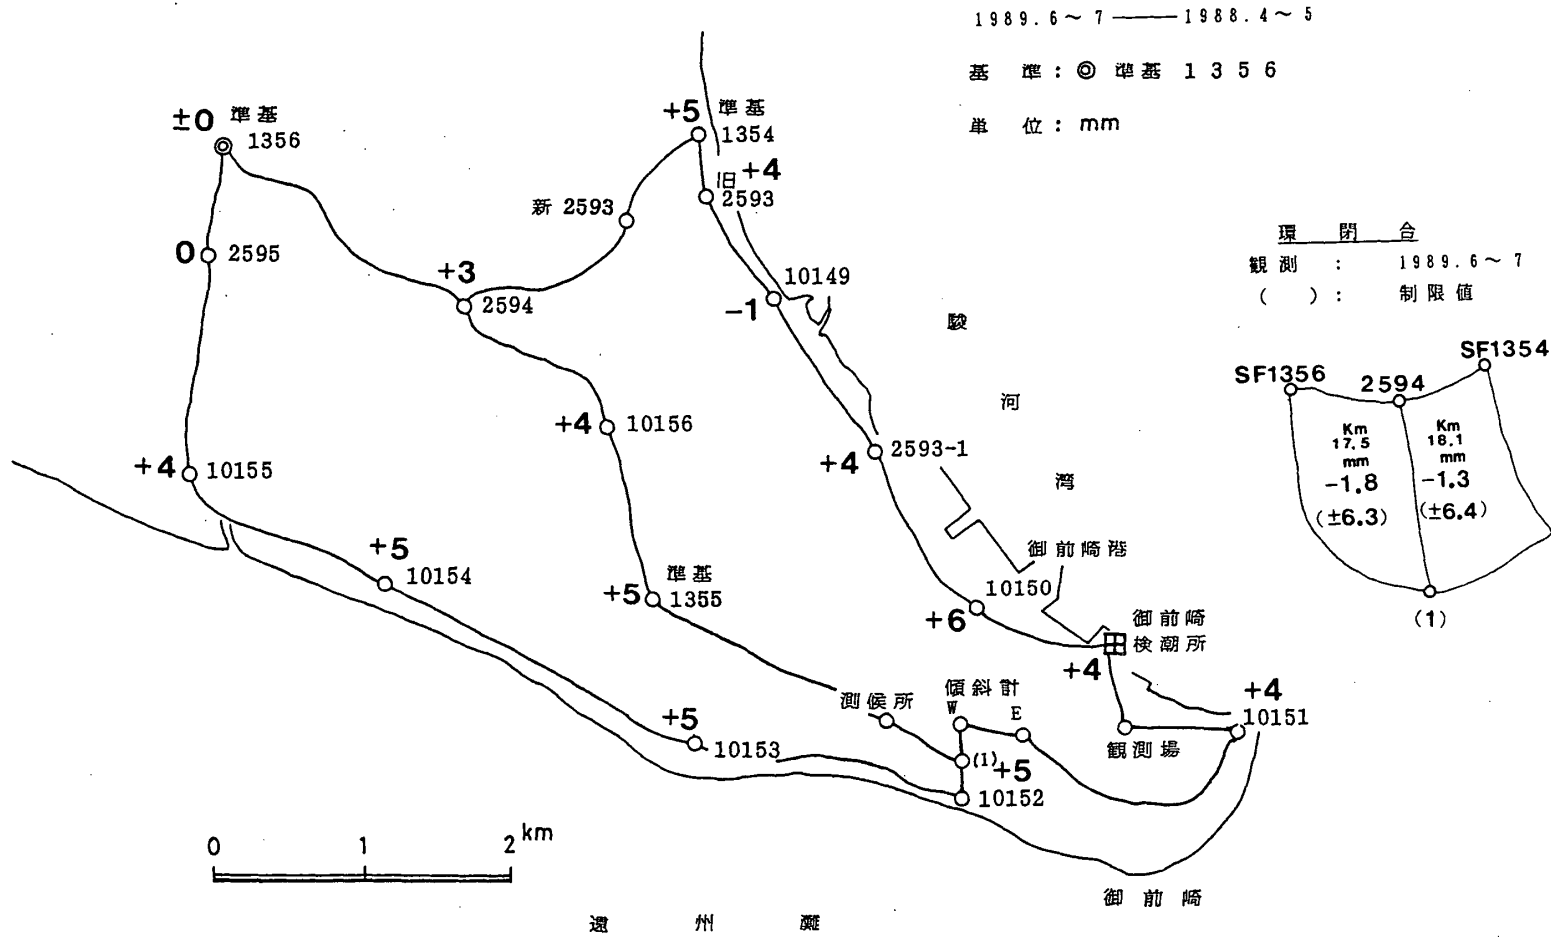 1989.6～7 ―― 1988.4～5
基 準 : ◎ 準基 1356
単 位 : mm
±0 準基
1356
+5 準基
1354
旧 +4
2593
新 2593
0 2595
+3
2594
10149
-1
駿
河
湾
環 閉 合
観測 : 1989.6～7
( ) : 制限値
SF1354
SF1356
2594
Km
17.5
mm
-1.8
(±6.3)
Km
18.1
mm
-1.3
(±6.4)
(1)
+4 10156
+4 2593-1
+4 10155
+5
10154
準基
+5 1355
御前崎港
10150
+6
御前崎
検潮所
+4
測候所
傾斜計
W
E
+4
10151
観測場
+5
10153
(1) +5
10152
0 1 2 km
御 前 崎
遠 州 灘